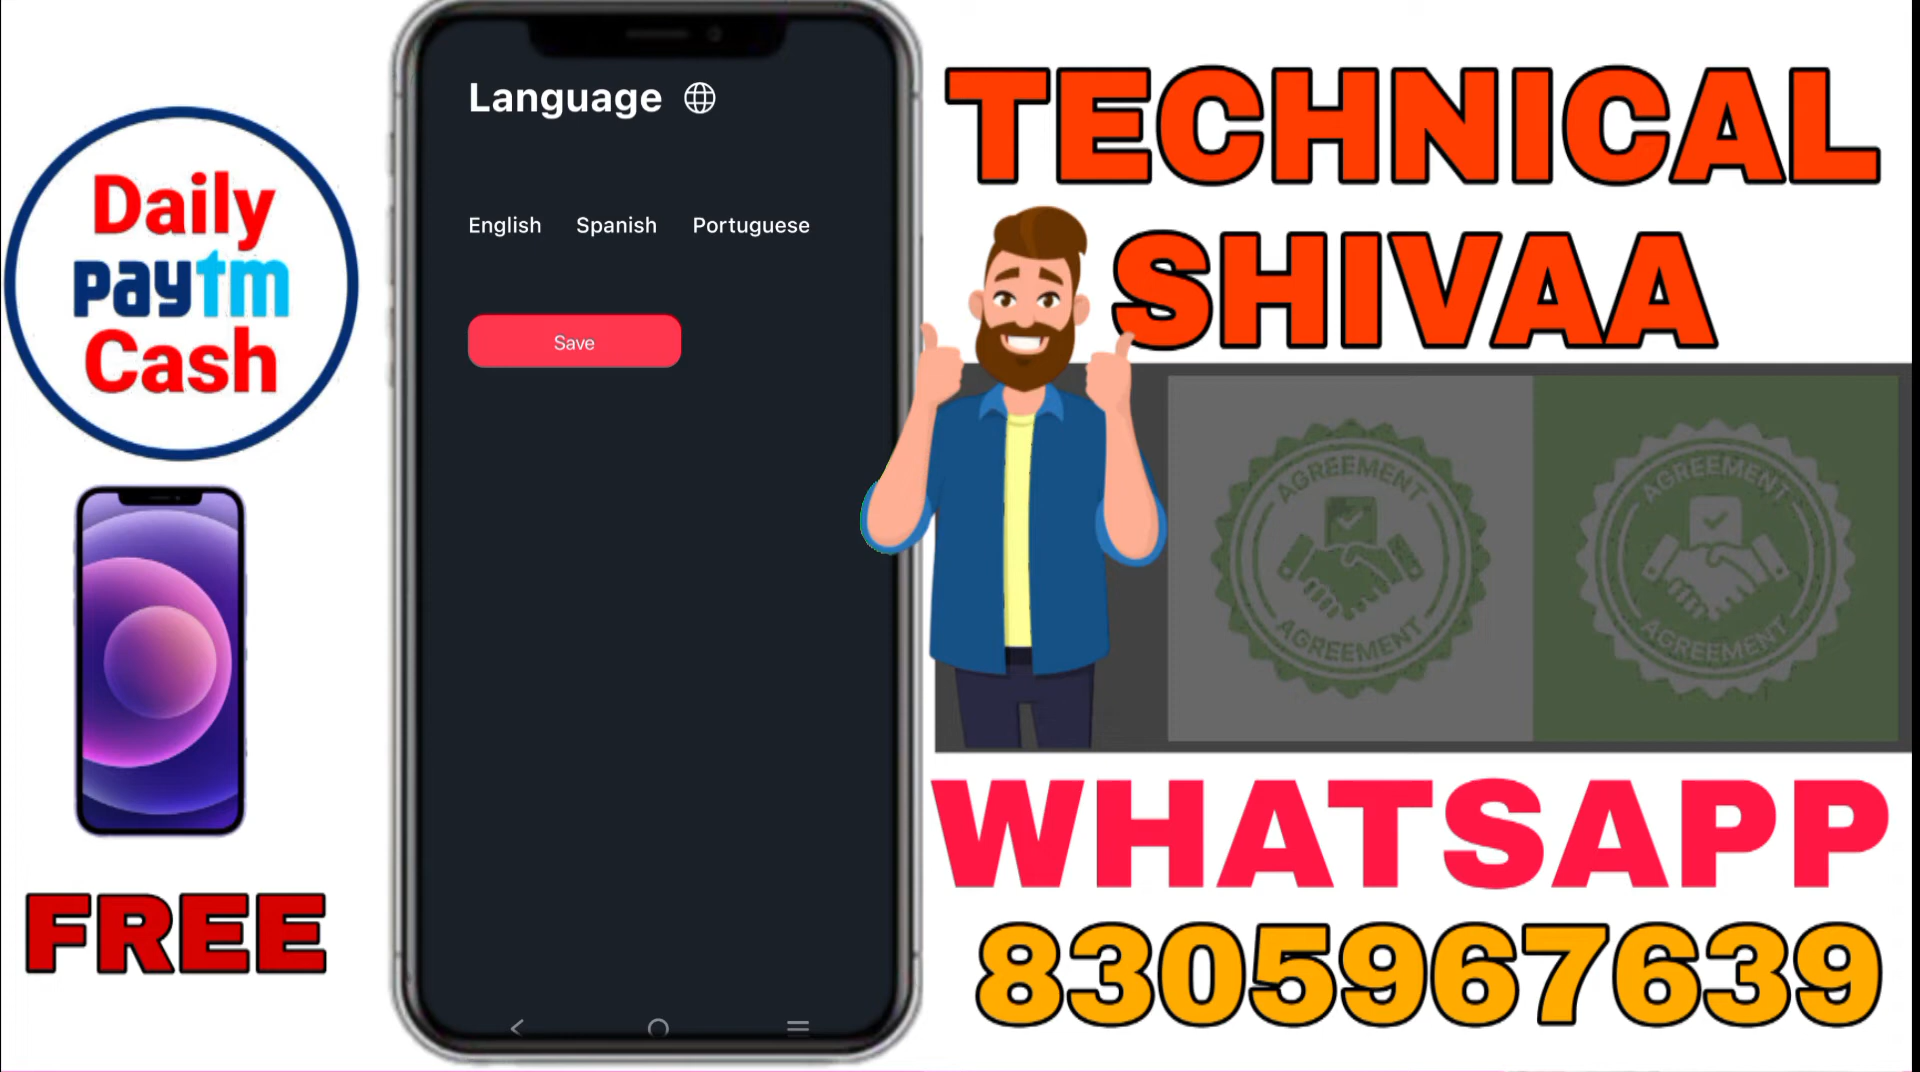 Daily
paytm
Cash
FREE
Language
English Spanish Portuguese
Save
TECHNICAL
SHIVAA
AGREEMENT
AGREEMENT
AGREEMENT
AGREEMENT
WHATSAPP
8305967639